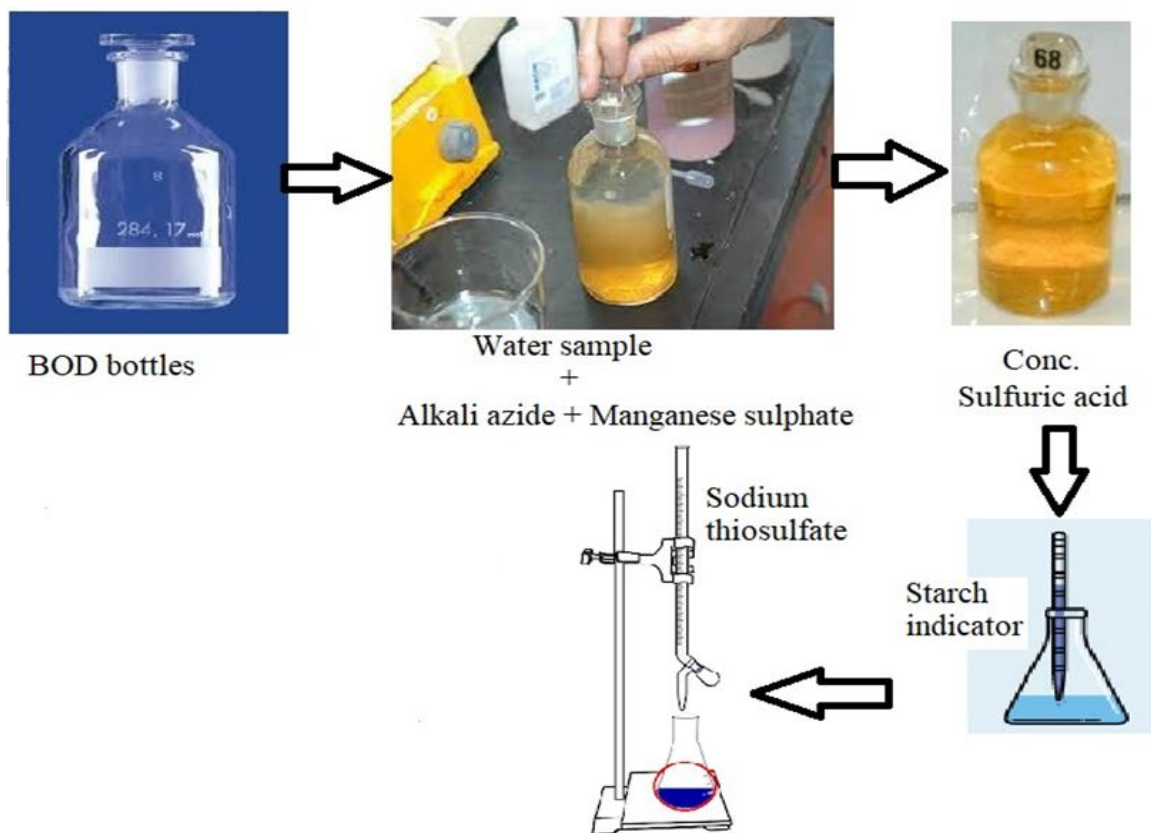 8
284.17 ml
BOD bottles
Water sample
+
Alkali azide + Manganese sulphate
68
Conc.
Sulfuric acid
Starch
indicator
Sodium
thiosulfate